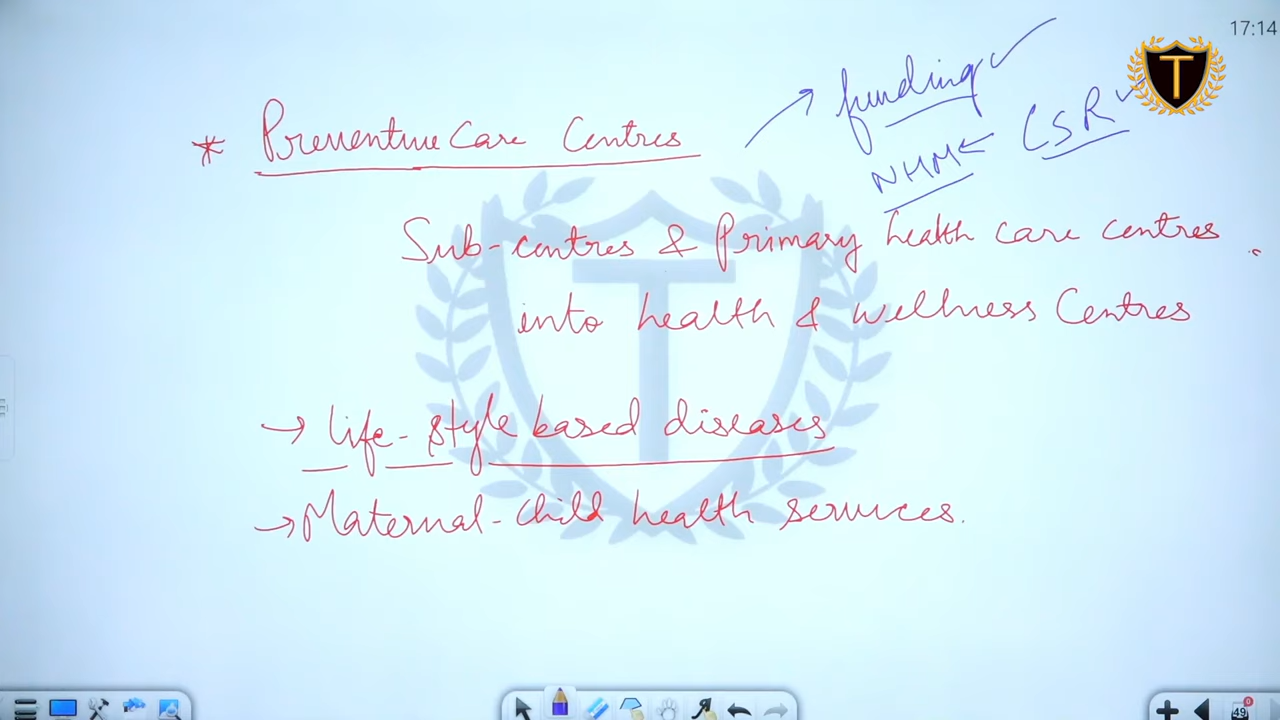 17:14
T
funding
* Preventive Care Centres
CSR
NHM
Sub-centres & Primary health care centres
into health & wellness Centres
→ Life-style based diseases
→ Maternal-child health services.
49